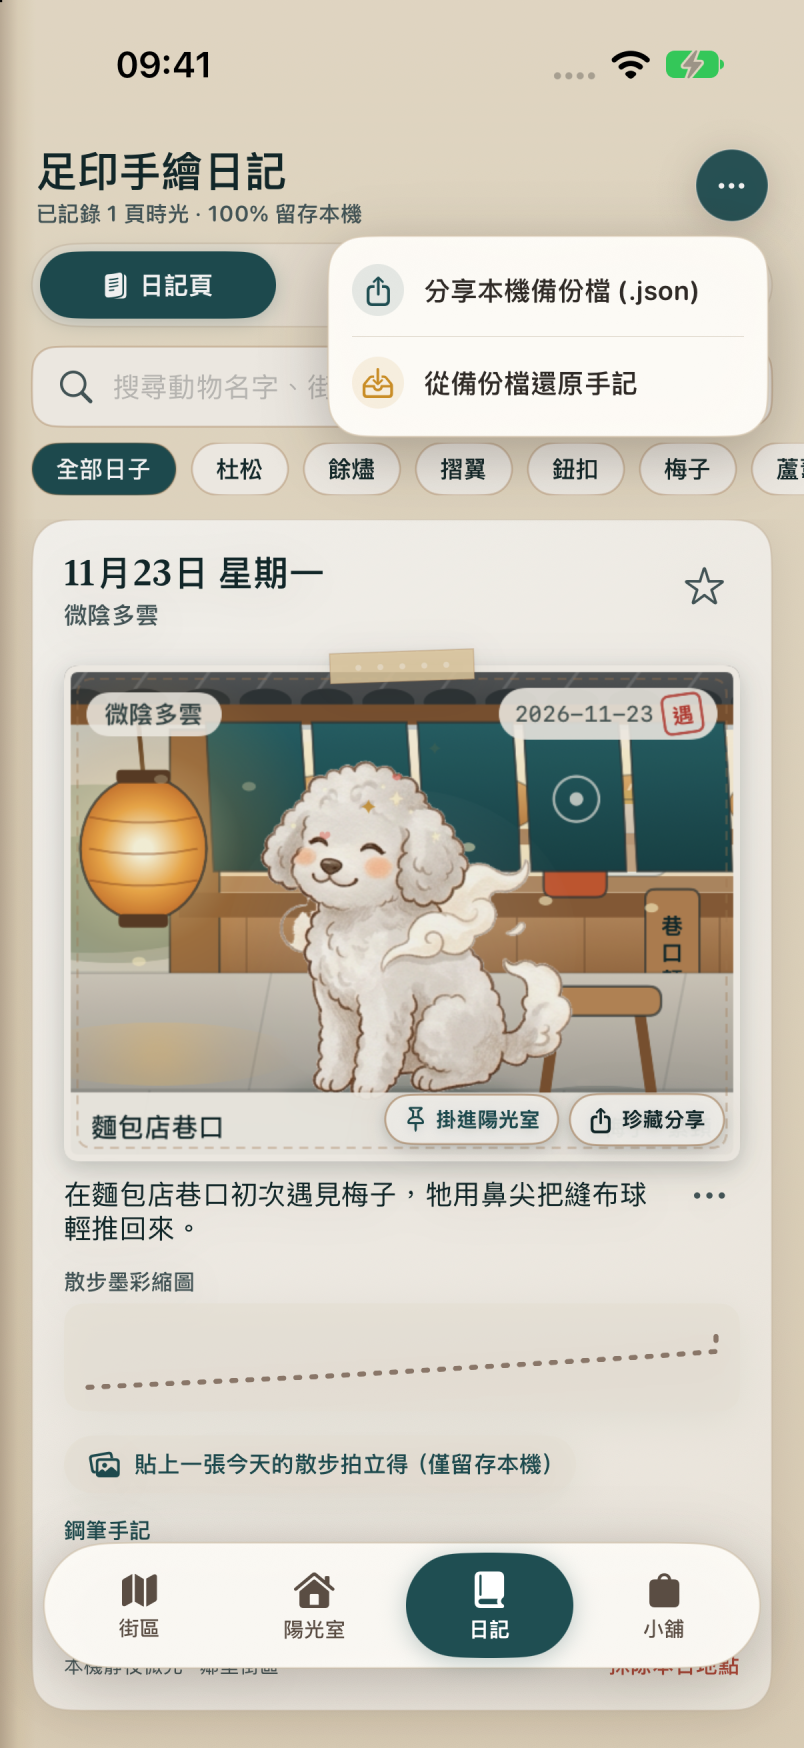 09:41
足印手繪日記
已記錄 1 頁時光 · 100% 留存本機
日記頁
分享本機備份檔 (.json)
從備份檔還原手記
搜尋動物名字、街
全部日子
杜松
餘燼
摺翼
鈕扣
梅子
11月23日 星期一
微陰多雲
微陰多雲
2026-11-23
遇
巷口
麵包店巷口
掛進陽光室
珍藏分享
在麵包店巷口初次遇見梅子，牠用鼻尖把縫布球
輕推回來。
散步墨彩縮圖
貼上一張今天的散步拍立得（僅留存本機）
鋼筆手記
街區
陽光室
日記
小舖